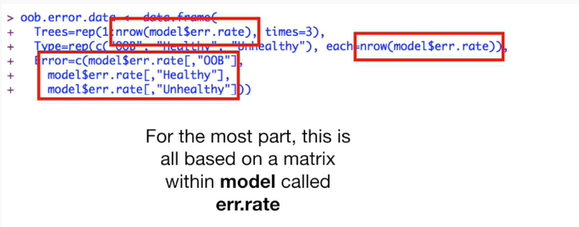 > oob.error.data <- data.frame(
+ Trees=rep(1:nrow(model$err.rate), times=3),
+ Type=rep(c("OOB", "Healthy", "Unhealthy"), each=nrow(model$err.rate)),
+ Error=c(model$err.rate[,"OOB"],
+ model$err.rate[,"Healthy"],
+ model$err.rate[,"Unhealthy"]))
For the most part, this is
all based on a matrix
within model called
err.rate